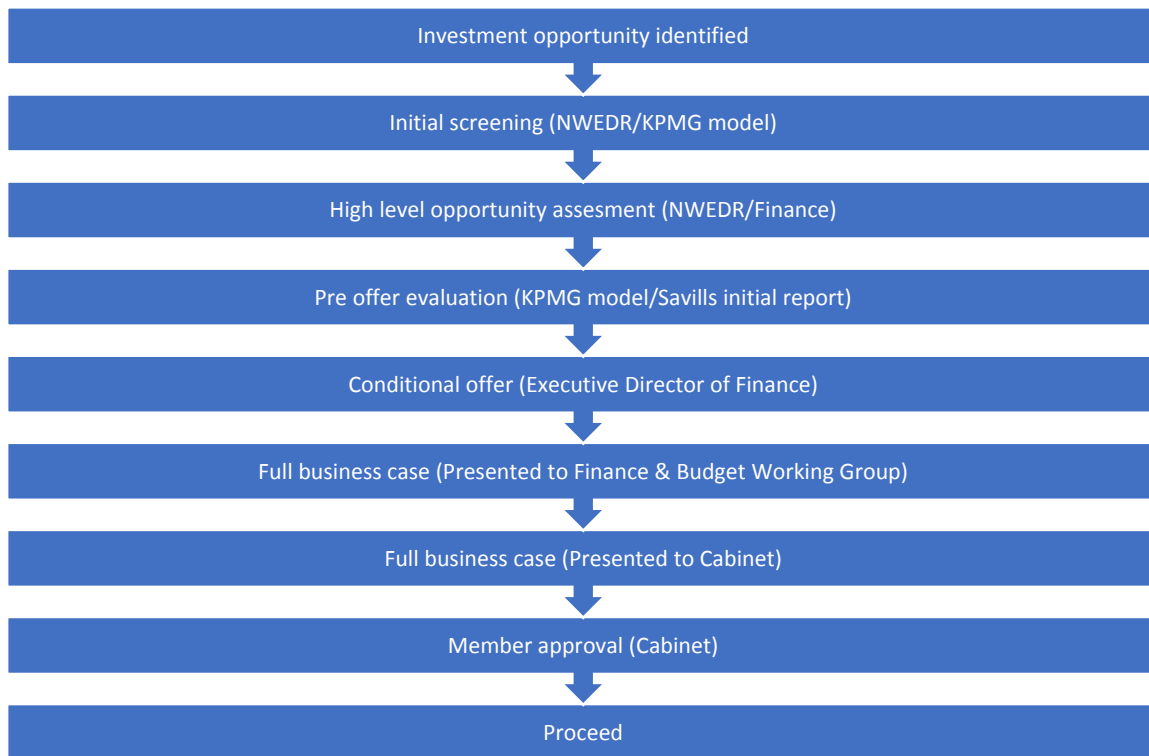 Investment opportunity identified
Initial screening (NWEDR/KPMG model)
High level opportunity assesment (NWEDR/Finance)
Pre offer evaluation (KPMG model/Savills initial report)
Conditional offer (Executive Director of Finance)
Full business case (Presented to Finance & Budget Working Group)
Full business case (Presented to Cabinet)
Member approval (Cabinet)
Proceed